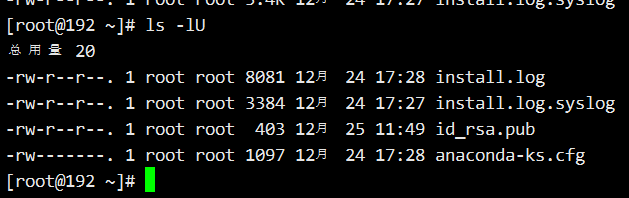 -rw-r--r--. 1 root root 3.4K 12月 24 17:27 install.log.syslog
[root@192 ~]# ls -lU
总用量 20
-rw-r--r--. 1 root root 8081 12月 24 17:28 install.log
-rw-r--r--. 1 root root 3384 12月 24 17:27 install.log.syslog
-rw-r--r--. 1 root root  403 12月 25 11:49 id_rsa.pub
-rw-------. 1 root root 1097 12月 24 17:28 anaconda-ks.cfg
[root@192 ~]#